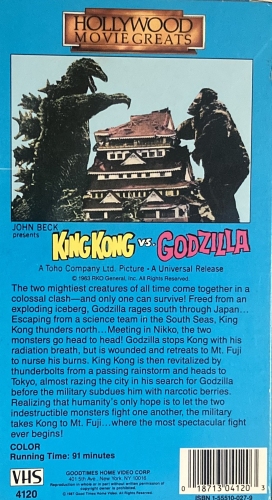 HOLLYWOOD
MOVIE GREATS
JOHN BECK
presents
KING KONG vs. GODZILLA
A Toho Company Ltd. Picture - A Universal Release
© 1963 RKO General, Inc. All Rights Reserved.
The two mightiest creatures of all time come together in a
colossal clash—and only one can survive! Freed from an
exploding iceberg, Godzilla rages south through Japan...
Escaping from a science team in the South Seas, King
Kong thunders north...Meeting in Nikko, the two
monsters go head to head! Godzilla stops Kong with his
radiation breath, but is wounded and retreats to Mt. Fuji
to nurse his burns. King Kong is then revitalized by
thunderbolts from a passing rainstorm and heads to
Tokyo, almost razing the city in his search for Godzilla
before the military subdues him with narcotic berries.
Realizing that humanity's only hope is to let the two
indestructible monsters fight one another, the military
takes Kong to Mt. Fuji...where the most spectacular fight
ever begins!
COLOR
Running Time: 91 minutes
VHS
4120
GOODTIMES HOME VIDEO CORP.
401 5th Ave., New York, NY 10016
Reproduction in whole or in part without written permission of
copyright owner is prohibited.
© 1987 Good Times Home Video Corp. All Rights Reserved.
0 18713 04120 3
ISBN 1-55510-027-9